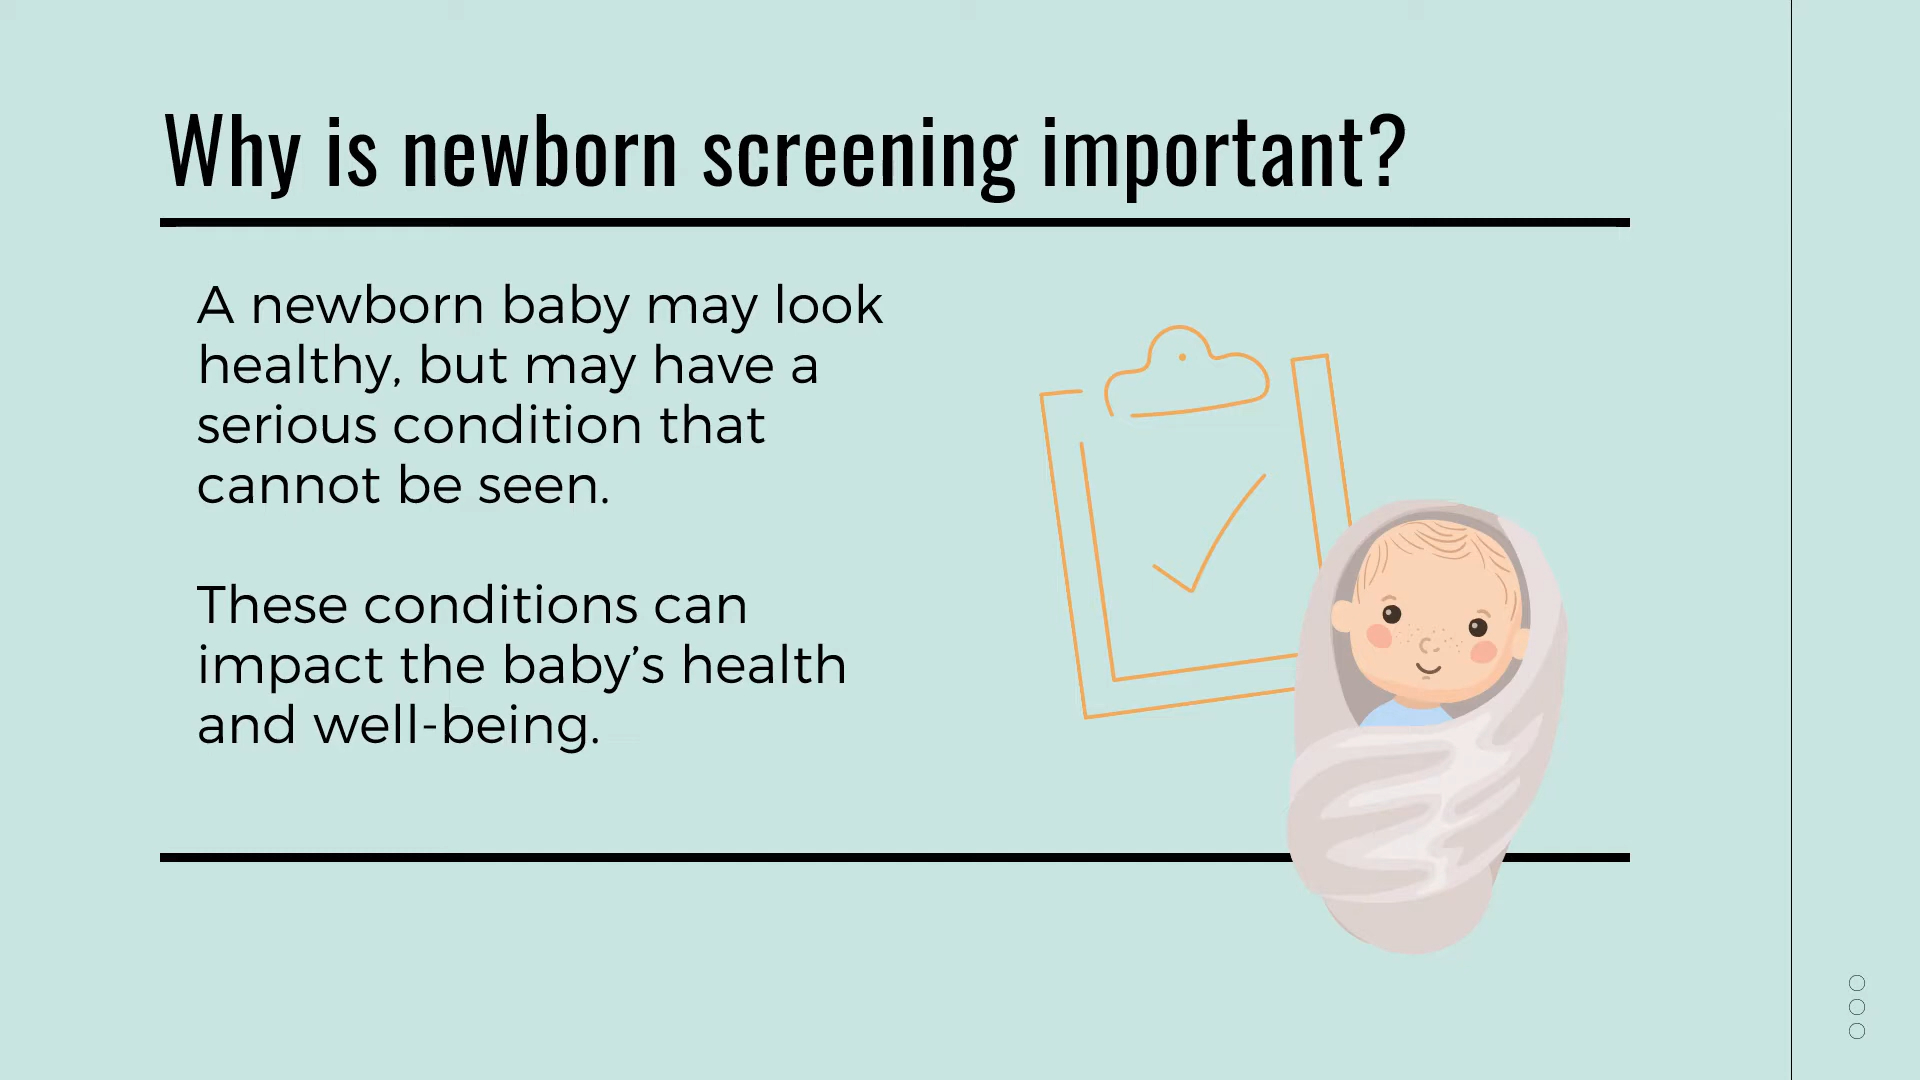 Why is newborn screening important?
A newborn baby may look
healthy, but may have a
serious condition that
cannot be seen.
These conditions can
impact the baby’s health
and well-being.